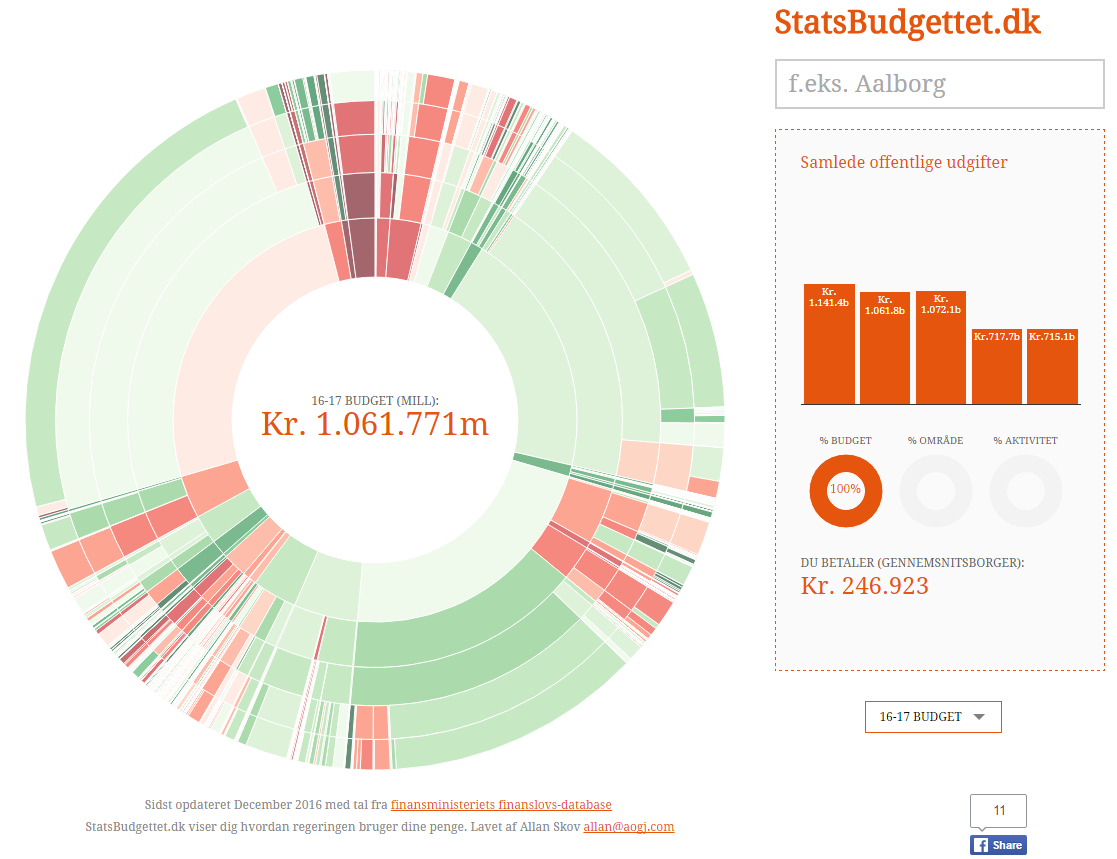 StatsBudgettet.dk
f.eks. Aalborg
Samlede offentlige udgifter
Kr.
1.141.4b
Kr.
1.061.8b
Kr.
1.072.1b
Kr.717.7b
Kr.715.1b
16-17 BUDGET (MILL):
Kr. 1.061.771m
% BUDGET
% OMRÅDE
% AKTIVITET
100%
DU BETALER (GENNEMSNITSBORGER):
Kr. 246.923
16-17 BUDGET
Sidst opdateret December 2016 med tal fra finansministeriets finanslovs-database
StatsBudgettet.dk viser dig hvordan regeringen bruger dine penge. Lavet af Allan Skov allan@aogj.com
11
Share